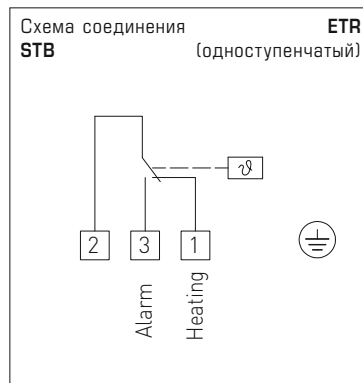 Схема соединения ETR
STB (одноступенчатый)
ϑ
2 3 1
Alarm
Heating